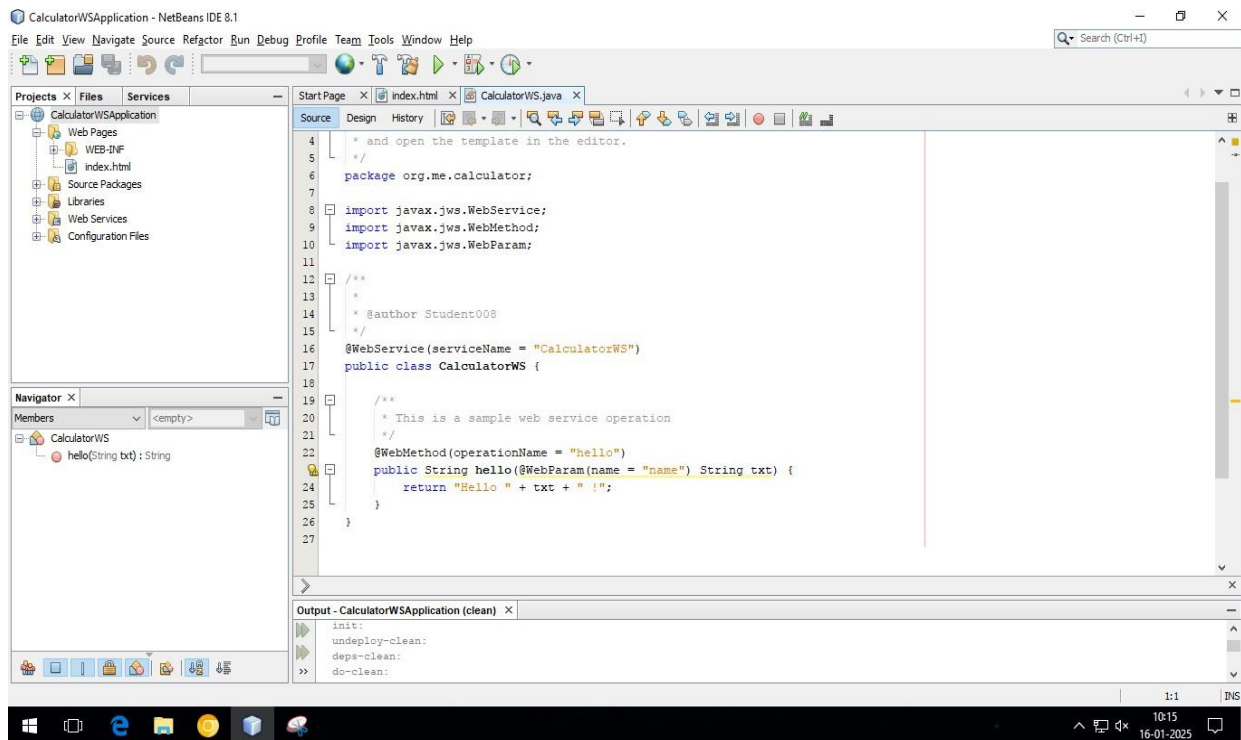 CalculatorWSApplication - NetBeans IDE 8.1
File Edit View Navigate Source Refactor Run Debug Profile Team Tools Window Help
Search (Ctrl+I)
Projects Files Services
CalculatorWSApplication
Web Pages
WEB-INF
index.html
Source Packages
Libraries
Web Services
Configuration Files
Navigator
Members <empty>
CalculatorWS
hello(String txt) : String
Start Page index.html CalculatorWS.java
Source Design History
4 * and open the template in the editor.
5 */
6 package org.me.calculator;
7
8 import javax.jws.WebService;
9 import javax.jws.WebMethod;
10 import javax.jws.WebParam;
11
12 /**
13 *
14 * @author Student008
15 */
16 @WebService(serviceName = "CalculatorWS")
17 public class CalculatorWS {
18
19 /**
20 * This is a sample web service operation
21 */
22 @WebMethod(operationName = "hello")
public String hello(@WebParam(name = "name") String txt) {
24 return "Hello " + txt + " !";
25 }
26 }
27
Output - CalculatorWSApplication (clean)
init:
undeploy-clean:
deps-clean:
do-clean:
1:1 INS
10:15
16-01-2025